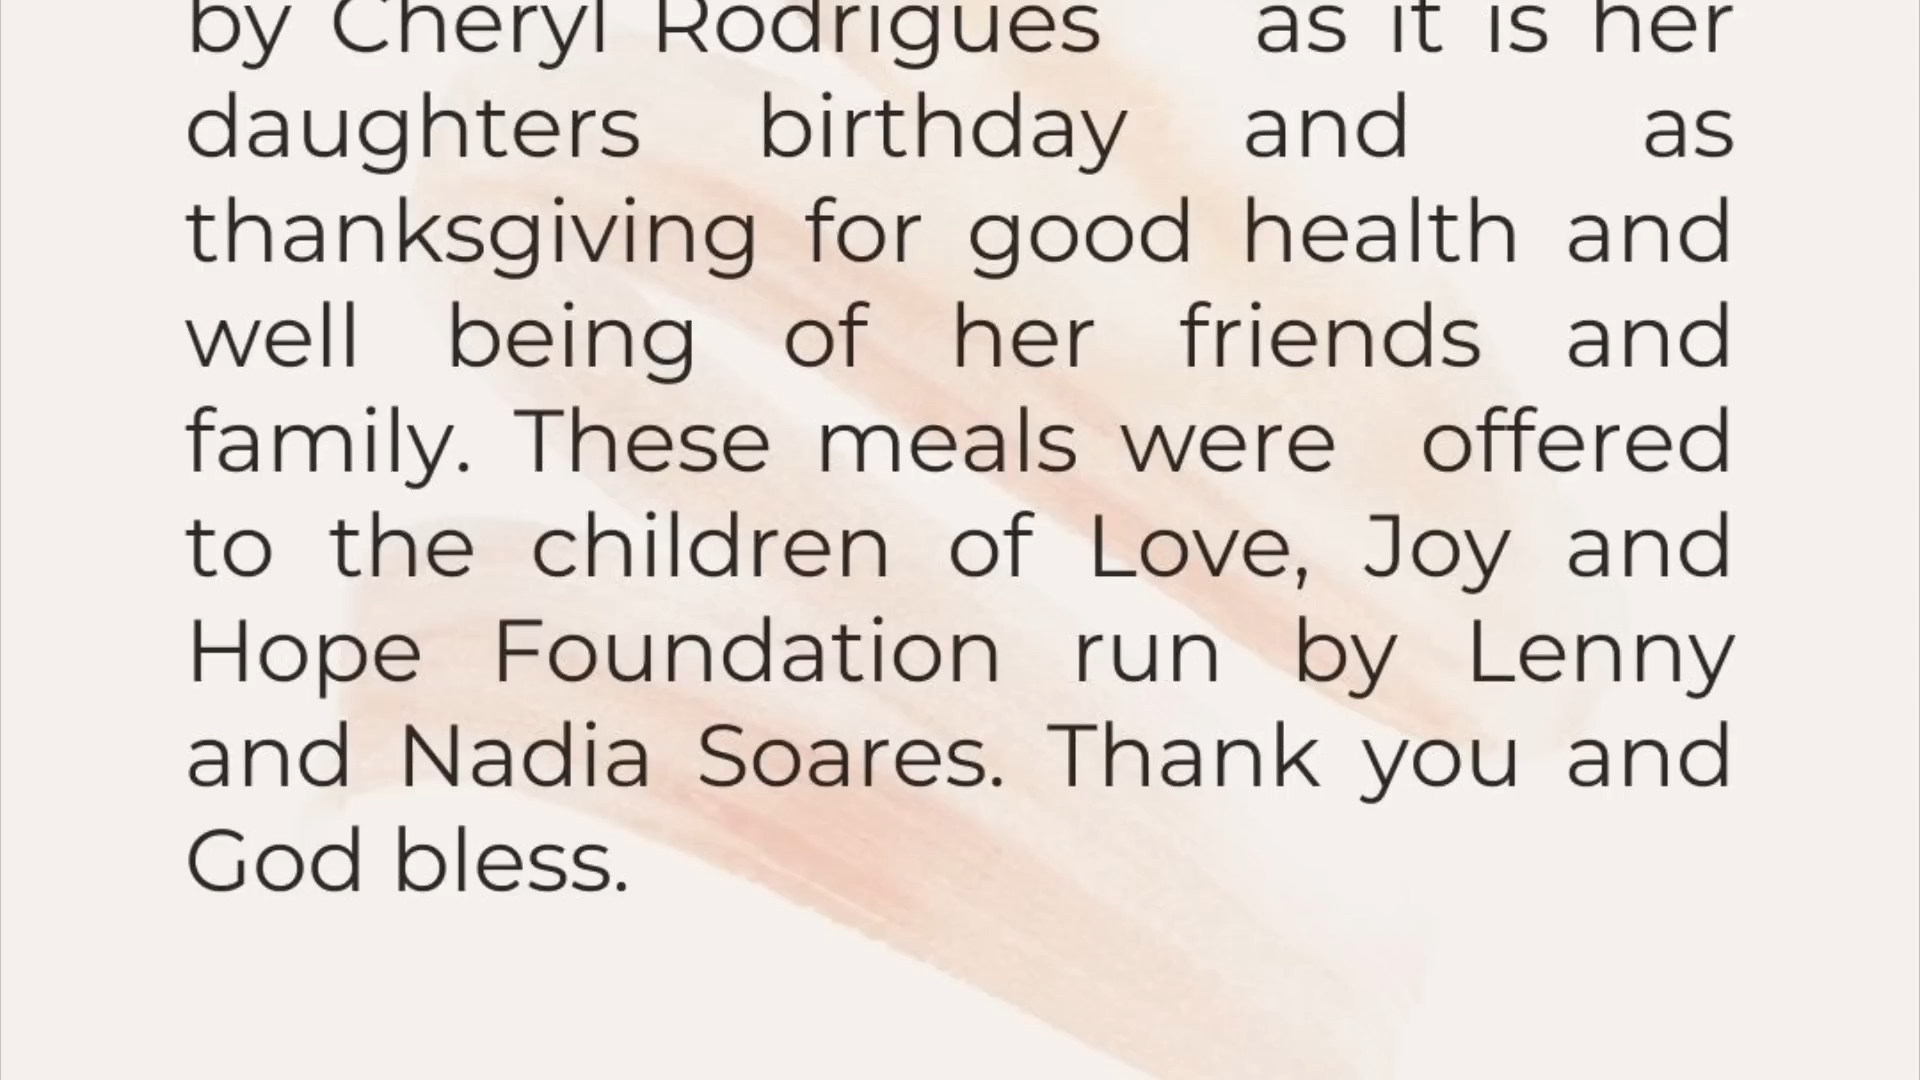 by Cheryl Rodrigues as it is her
daughters birthday and as
thanksgiving for good health and
well being of her friends and
family. These meals were offered
to the children of Love, Joy and
Hope Foundation run by Lenny
and Nadia Soares. Thank you and
God bless.